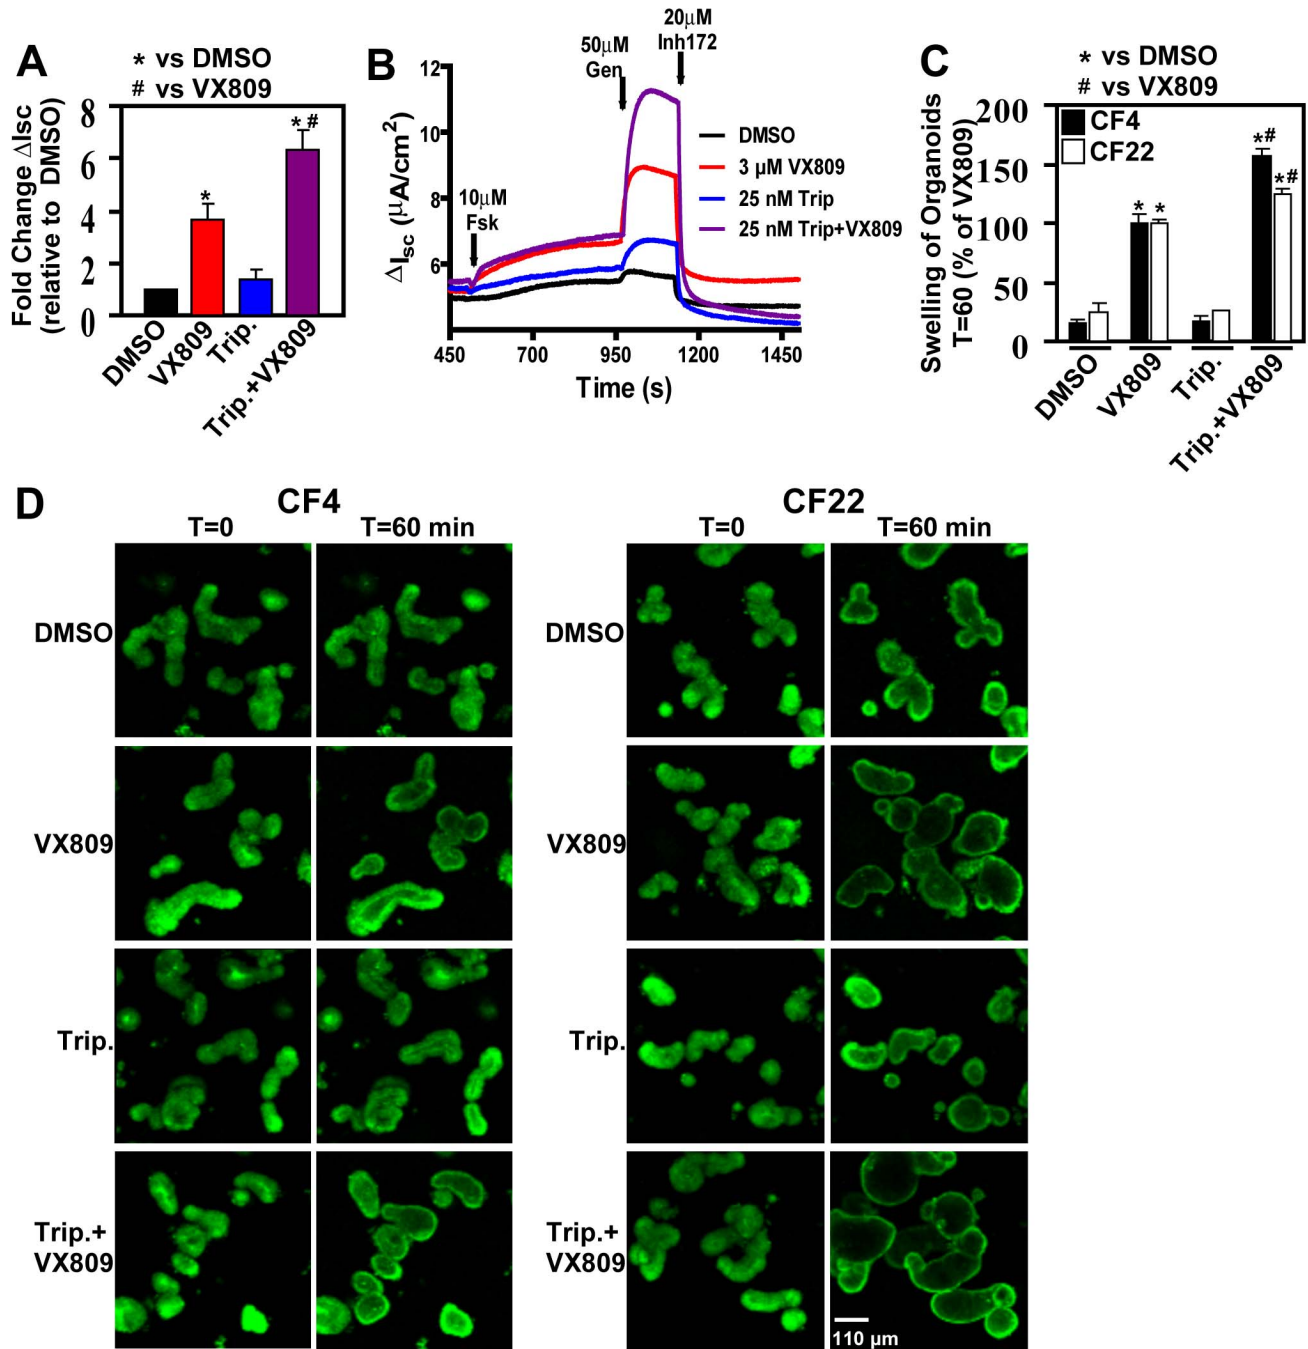 A
* vs DMSO
# vs VX809
Fold Change ΔIsc
(relative to DMSO)
8
6
4
2
0
DMSO
VX809
Trip.
Trip.+VX809
B
ΔIsc (µA/cm²)
12
10
8
6
10µM
Fsk
50µM
Gen
20µM
Inh172
DMSO
3 µM VX809
25 nM Trip
25 nM Trip+VX809
450
700
950
1200
1450
Time (s)
C
* vs DMSO
# vs VX809
Swelling of Organoids
T=60 (% of VX809)
200
150
100
50
0
CF4
CF22
*
*
*#
*#
DMSO
VX809
Trip.
Trip.+VX809
D
CF4
T=0
T=60 min
CF22
T=0
T=60 min
DMSO
DMSO
VX809
VX809
Trip.
Trip.
Trip.+
VX809
Trip.+
VX809
110 µm